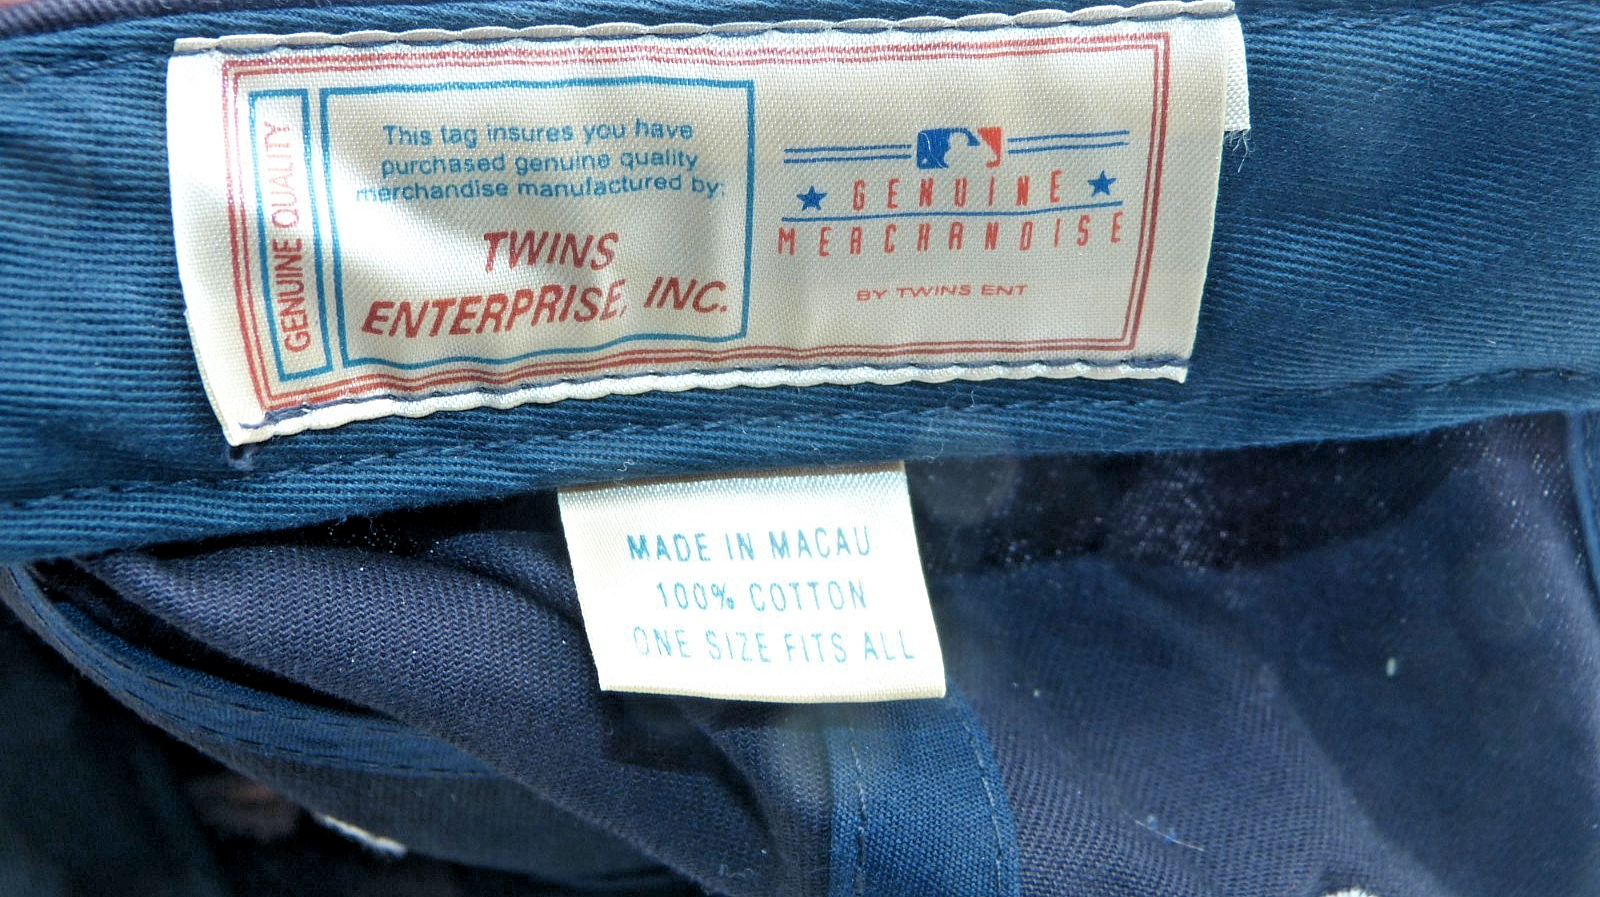 GENUINE QUALITY
This tag insures you have
purchased genuine quality
merchandise manufactured by:
TWINS
ENTERPRISE, INC.
GENUINE
MERCHANDISE
BY TWINS ENT
MADE IN MACAU
100% COTTON
ONE SIZE FITS ALL